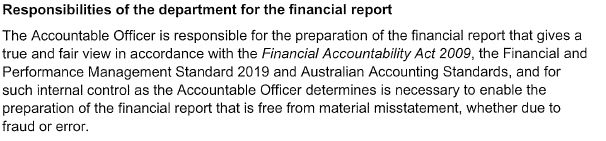 Responsibilities of the department for the financial report
The Accountable Officer is responsible for the preparation of the financial report that gives a
true and fair view in accordance with the Financial Accountability Act 2009, the Financial and
Performance Management Standard 2019 and Australian Accounting Standards, and for
such internal control as the Accountable Officer determines is necessary to enable the
preparation of the financial report that is free from material misstatement, whether due to
fraud or error.